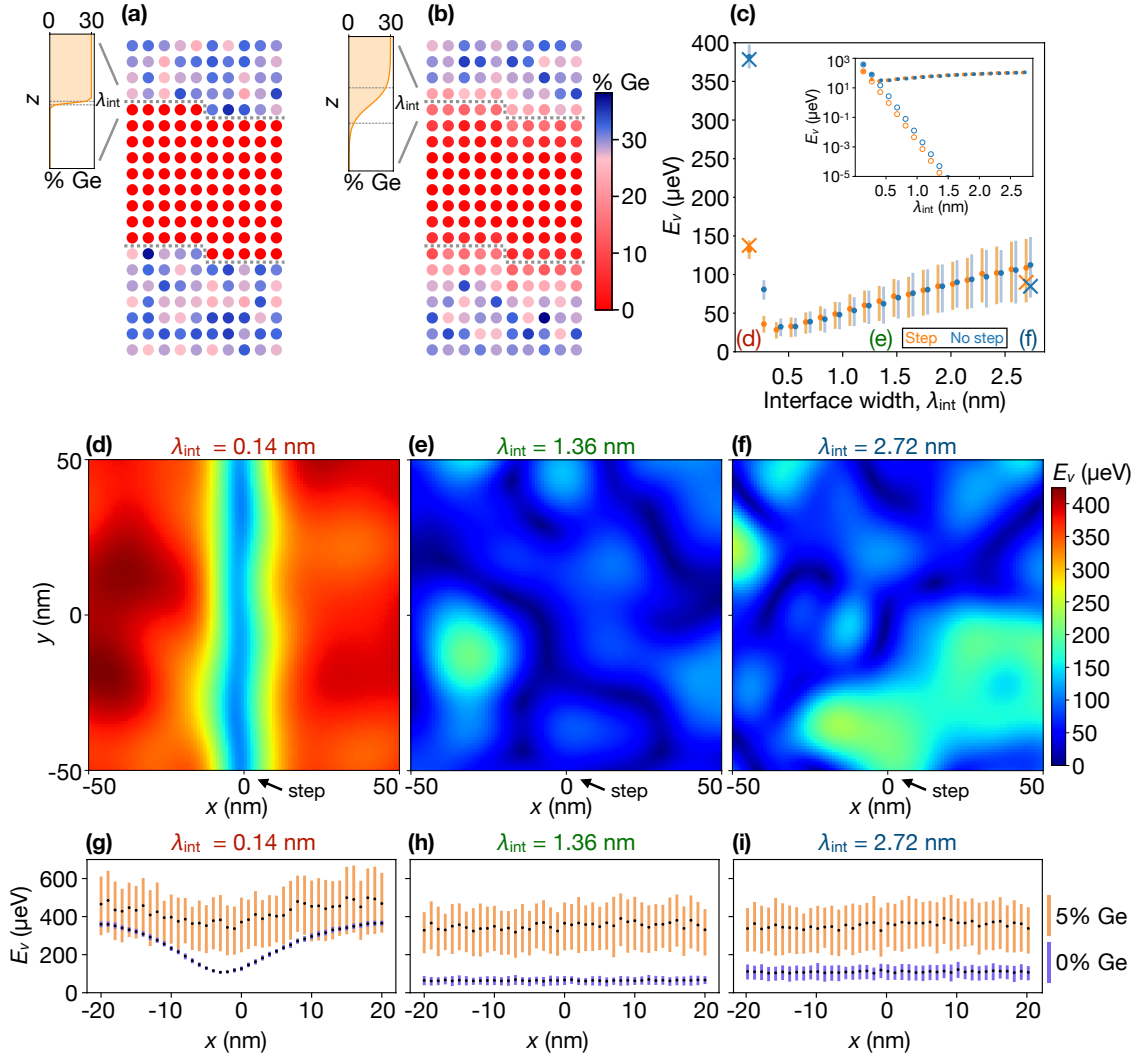 (a)
0 30
z
λint
% Ge
(b)
0 30
z
λint
% Ge
% Ge
30
20
10
0
(c)
400
350
300
250
200
150
100
50
0
Ev (μeV)
10³
10¹
10⁻¹
10⁻³
10⁻⁵
Ev (μeV)
0.5 1.0 1.5 2.0 2.5
λint (nm)
(d) (e) (f)
Step No step
0.5 1.0 1.5 2.0 2.5
Interface width, λint (nm)
(d) λint = 0.14 nm
50
0
-50
y (nm)
-50 0 50
step
x (nm)
(e) λint = 1.36 nm
-50 0 50
step
x (nm)
(f) λint = 2.72 nm
-50 0 50
step
x (nm)
Ev (μeV)
400
350
300
250
200
150
100
50
0
(g) λint = 0.14 nm
600
400
200
0
Ev (μeV)
-20 -10 0 10 20
x (nm)
(h) λint = 1.36 nm
-20 -10 0 10 20
x (nm)
(i) λint = 2.72 nm
-20 -10 0 10 20
x (nm)
5% Ge
0% Ge